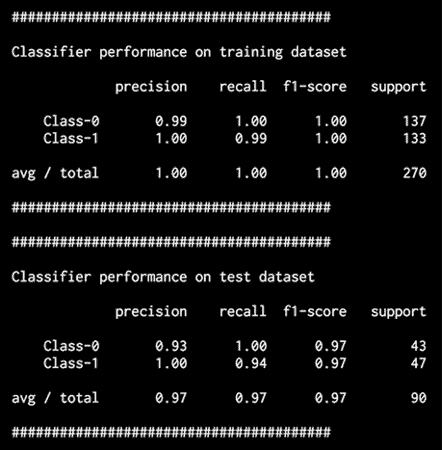 ########################################
Classifier performance on training dataset
precision recall f1-score support
Class-0 0.99 1.00 1.00 137
Class-1 1.00 0.99 1.00 133
avg / total 1.00 1.00 1.00 270
########################################
########################################
Classifier performance on test dataset
precision recall f1-score support
Class-0 0.93 1.00 0.97 43
Class-1 1.00 0.94 0.97 47
avg / total 0.97 0.97 0.97 90
########################################